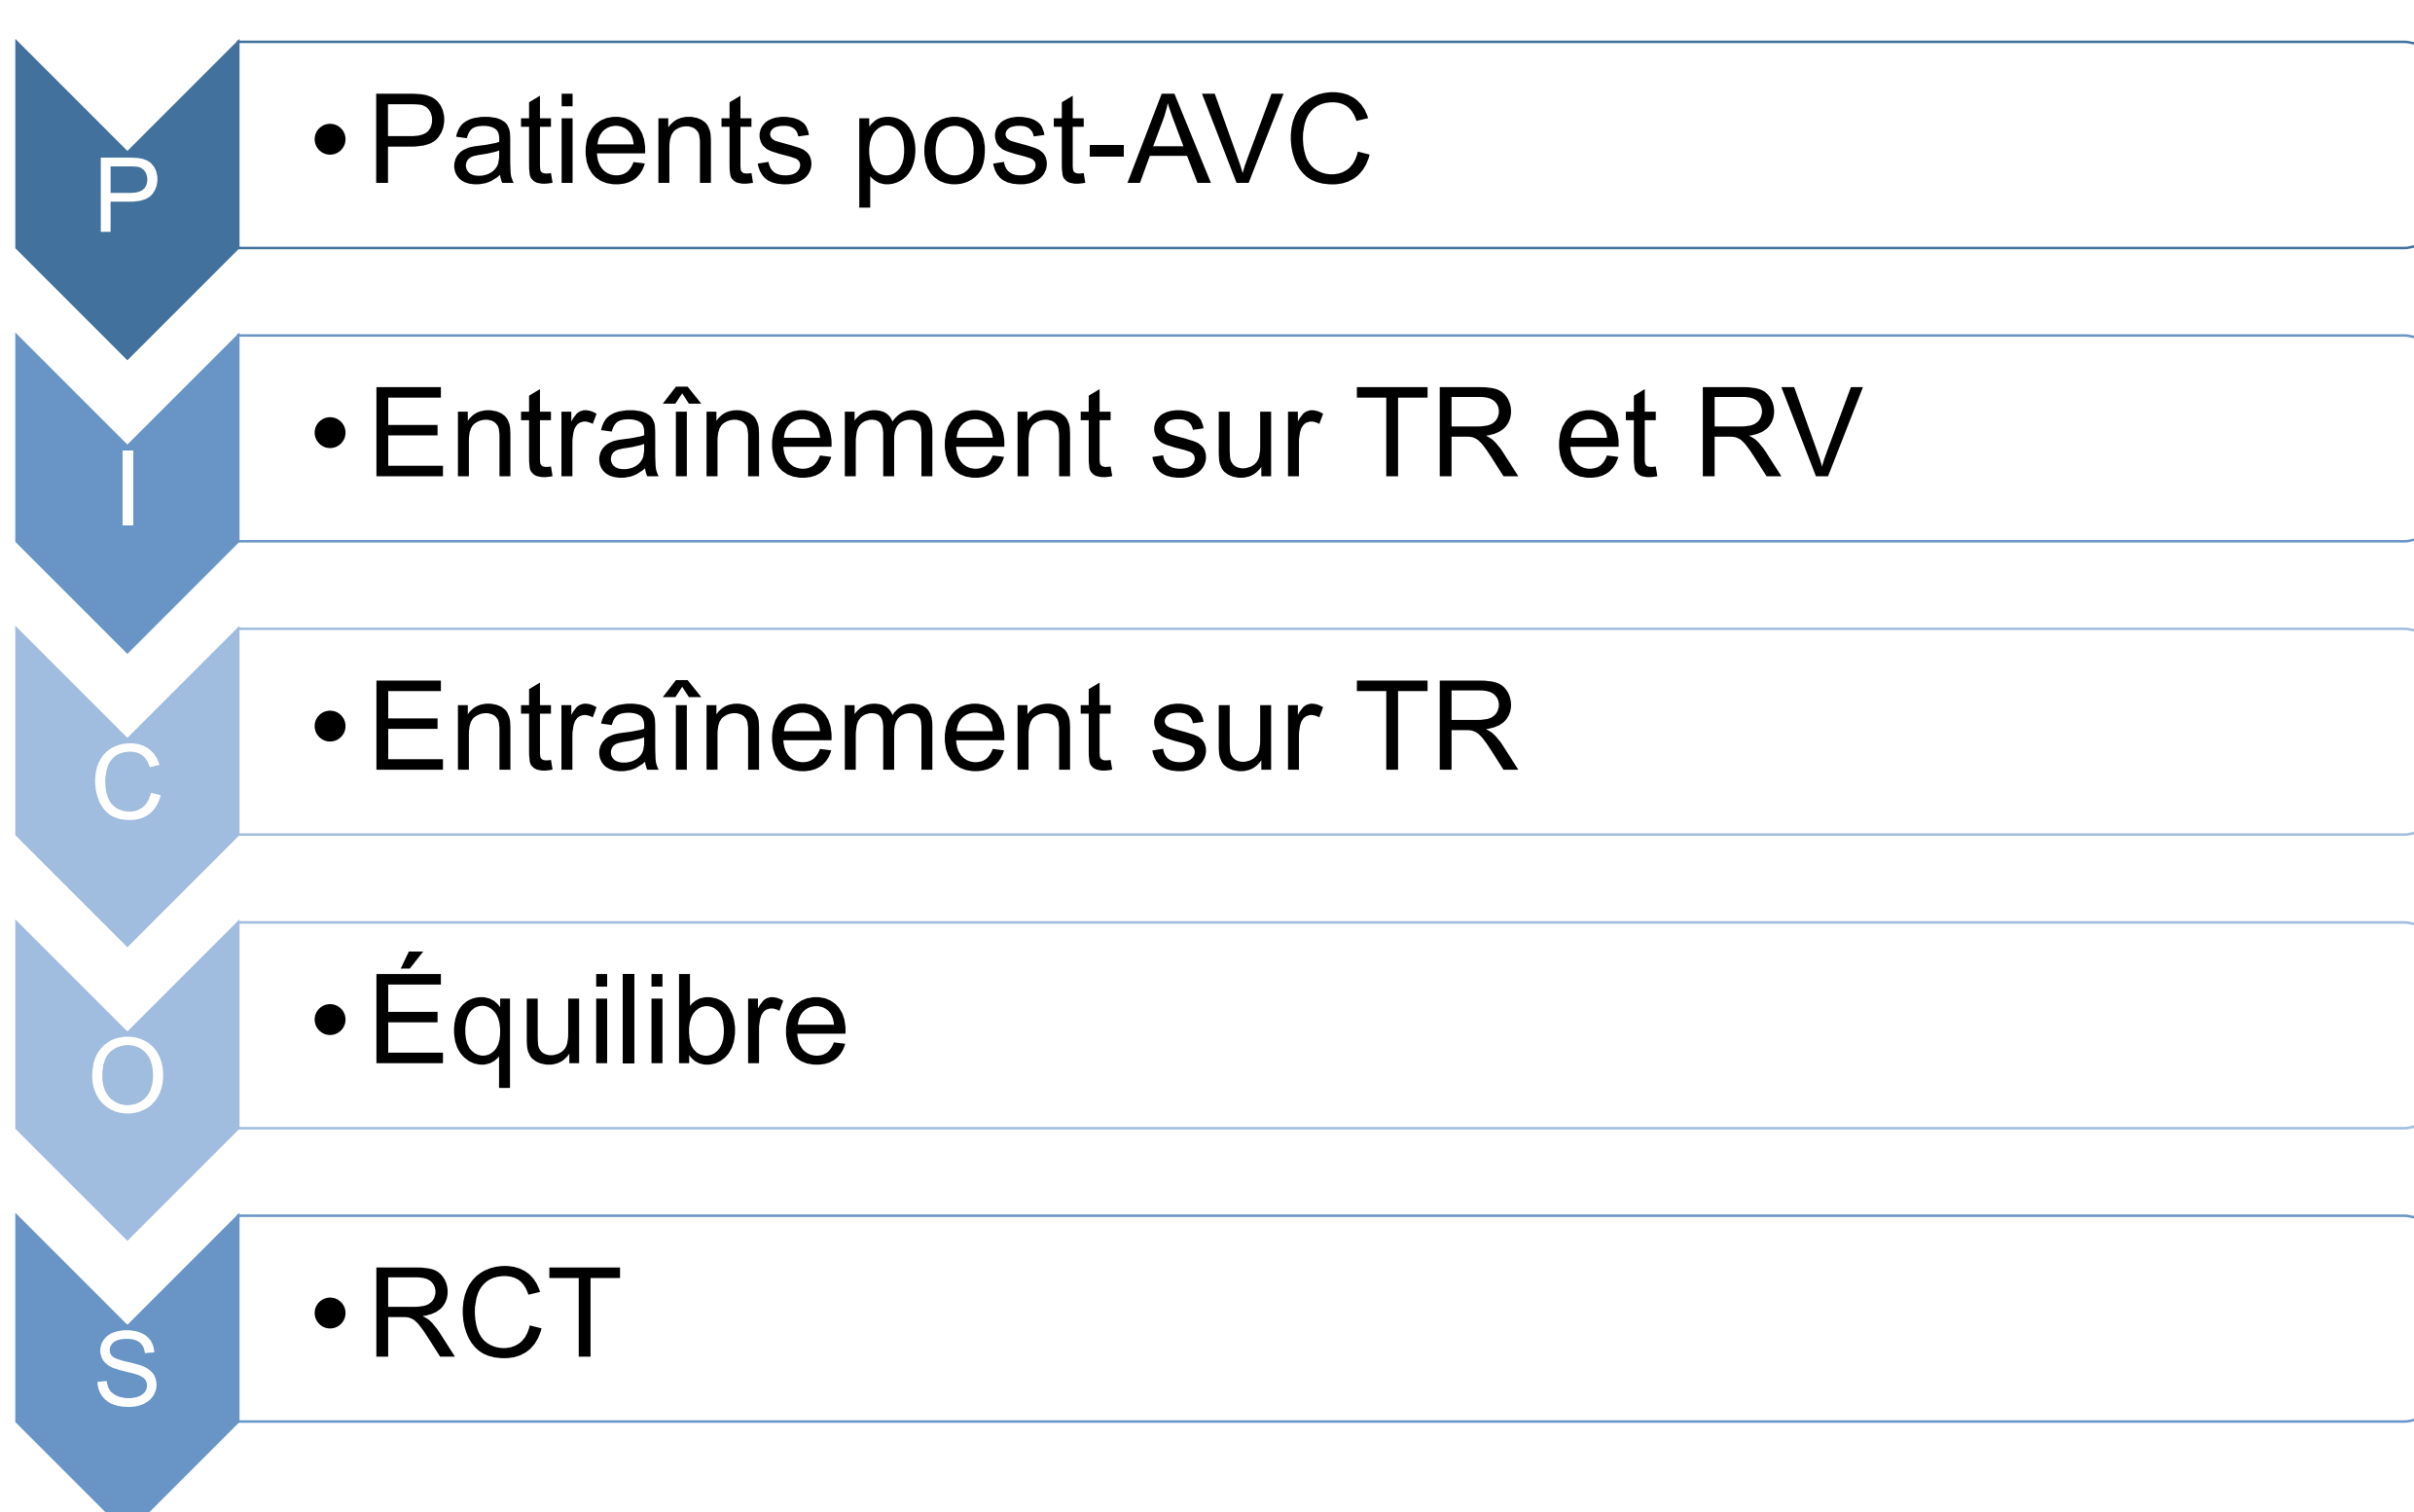 P
• Patients post-AVC
I
• Entraînement sur TR et RV
C
• Entraînement sur TR
O
• Équilibre
S
• RCT